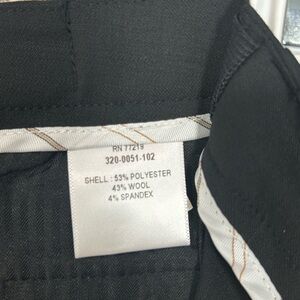 RN 77219
320-0051-102
SHELL : 53% POLYESTER
43% WOOL
4% SPANDEX